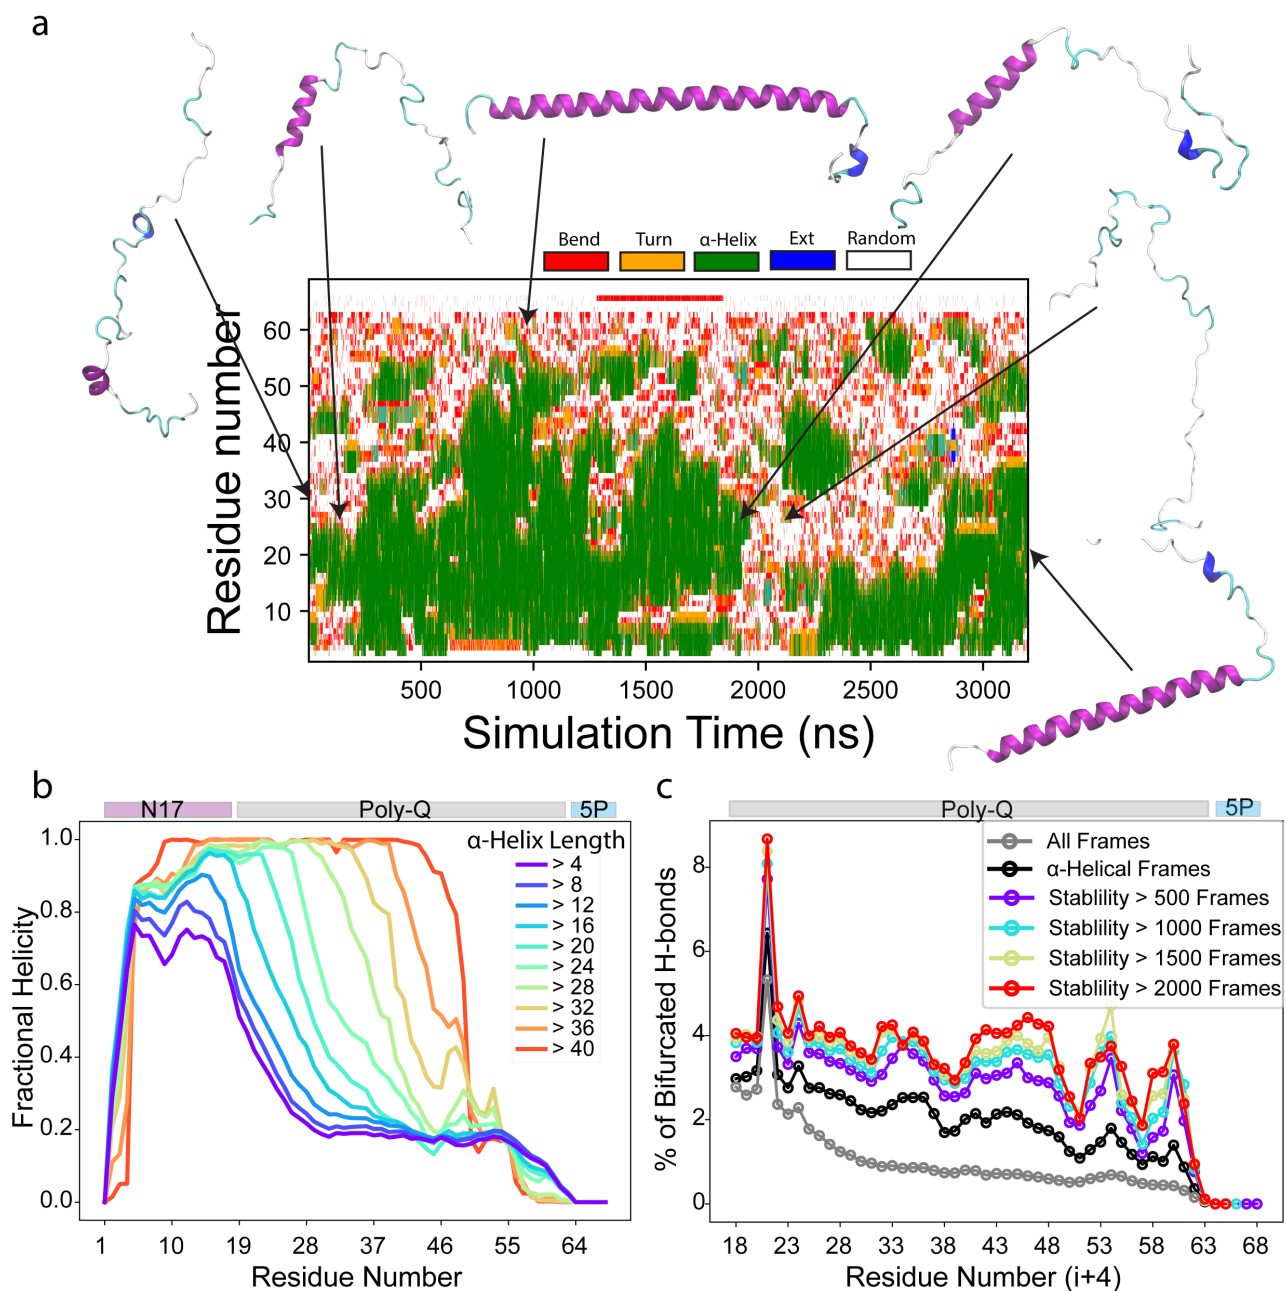 a
Bend Turn α-Helix Ext Random
Residue number
60
50
40
30
20
10
500 1000 1500 2000 2500 3000
Simulation Time (ns)
b
N17 Poly-Q 5P
Fractional Helicity
1.0
0.8
0.6
0.4
0.2
0.0
α-Helix Length
> 4
> 8
> 12
> 16
> 20
> 24
> 28
> 32
> 36
> 40
1 10 19 28 37 46 55 64
Residue Number
c
Poly-Q 5P
% of Bifurcated H-bonds
8
6
4
2
0
All Frames
α-Helical Frames
Stablility > 500 Frames
Stablility > 1000 Frames
Stablility > 1500 Frames
Stablility > 2000 Frames
18 23 28 33 38 43 48 53 58 63 68
Residue Number (i+4)